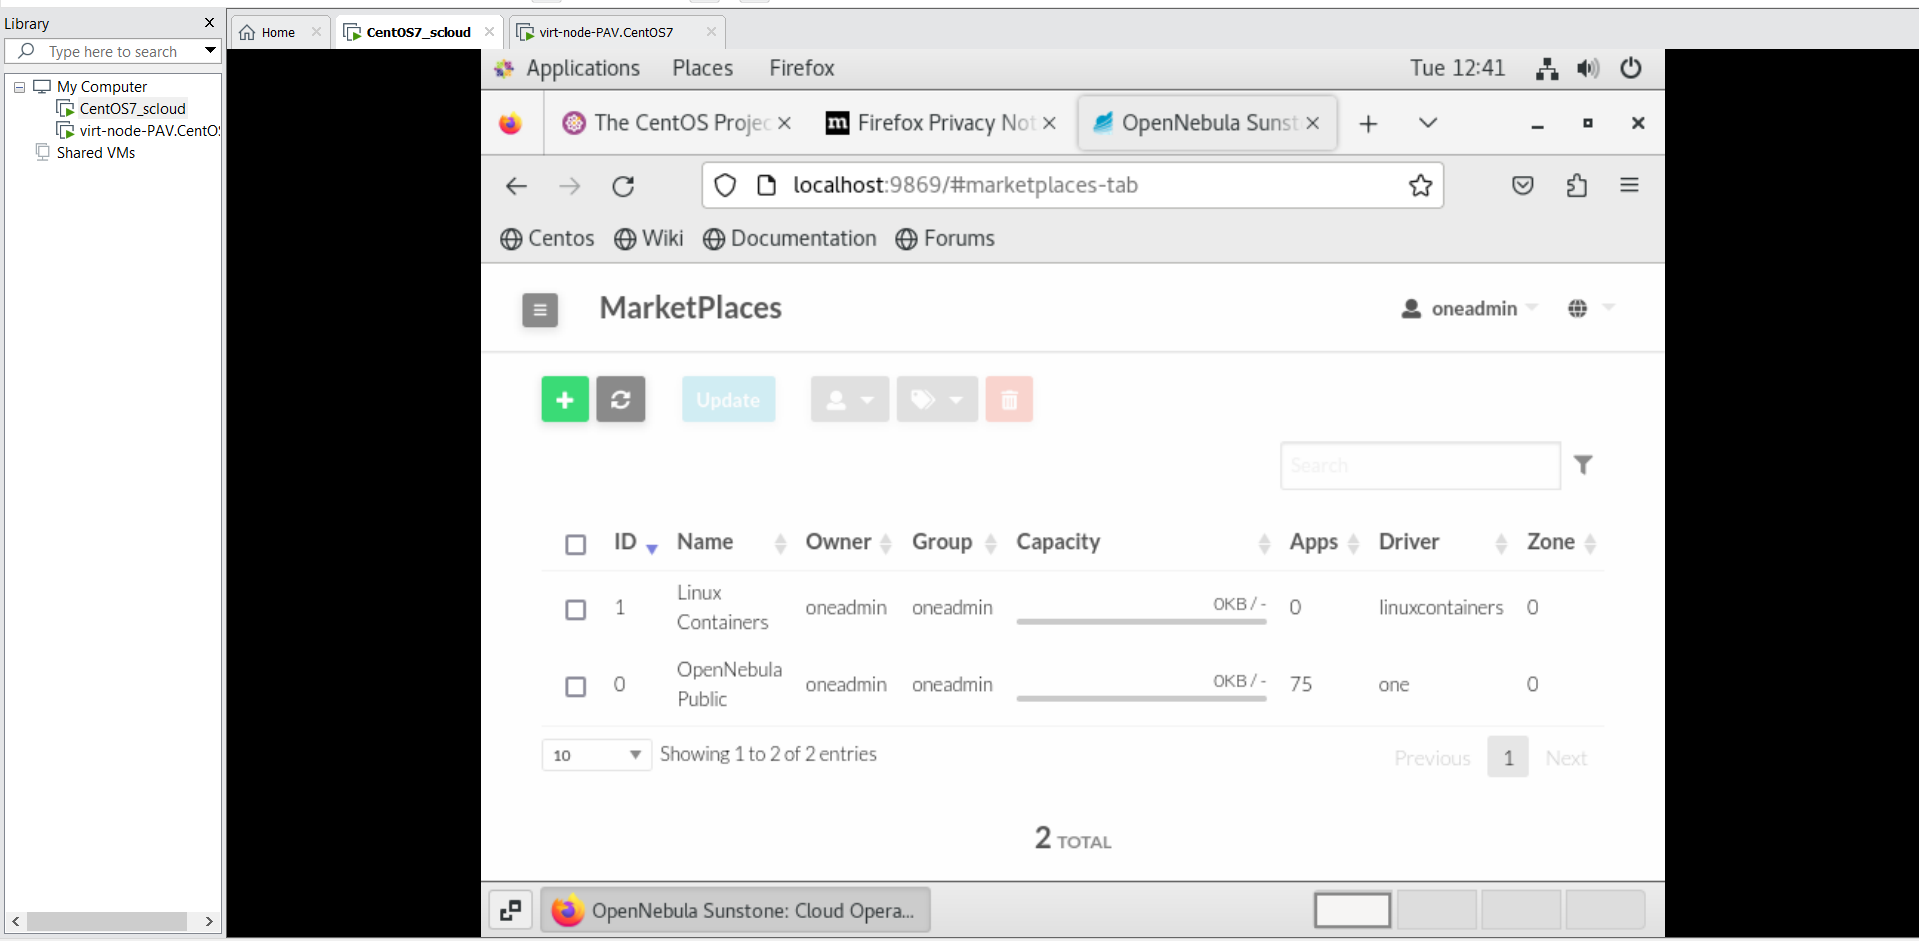 Library
Type here to search
My Computer
CentOS7_scloud
virt-node-PAV.CentO
Shared VMs
Home
CentOS7_scloud
virt-node-PAV.CentOS7
Applications Places Firefox Tue 12:41
The CentOS Projec
Firefox Privacy Not
OpenNebula Sunst
localhost:9869/#marketplaces-tab
Centos Wiki Documentation Forums
MarketPlaces
oneadmin
Update
Search
ID Name Owner Group Capacity Apps Driver Zone
1 Linux Containers oneadmin oneadmin 0KB / - 0 linuxcontainers 0
0 OpenNebula Public oneadmin oneadmin 0KB / - 75 one 0
10 Showing 1 to 2 of 2 entries
Previous 1 Next
2 TOTAL
OpenNebula Sunstone: Cloud Opera...